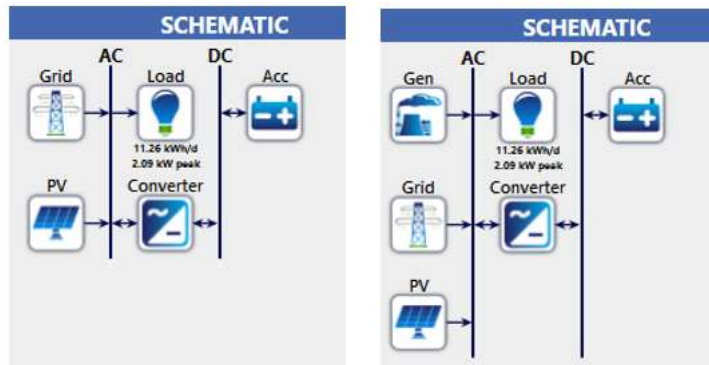 SCHEMATIC
AC DC
Grid Load Acc
11.26 kWh/d
2.09 kW peak
PV Converter
SCHEMATIC
AC DC
Gen Load Acc
11.26 kWh/d
2.09 kW peak
Grid Converter
PV